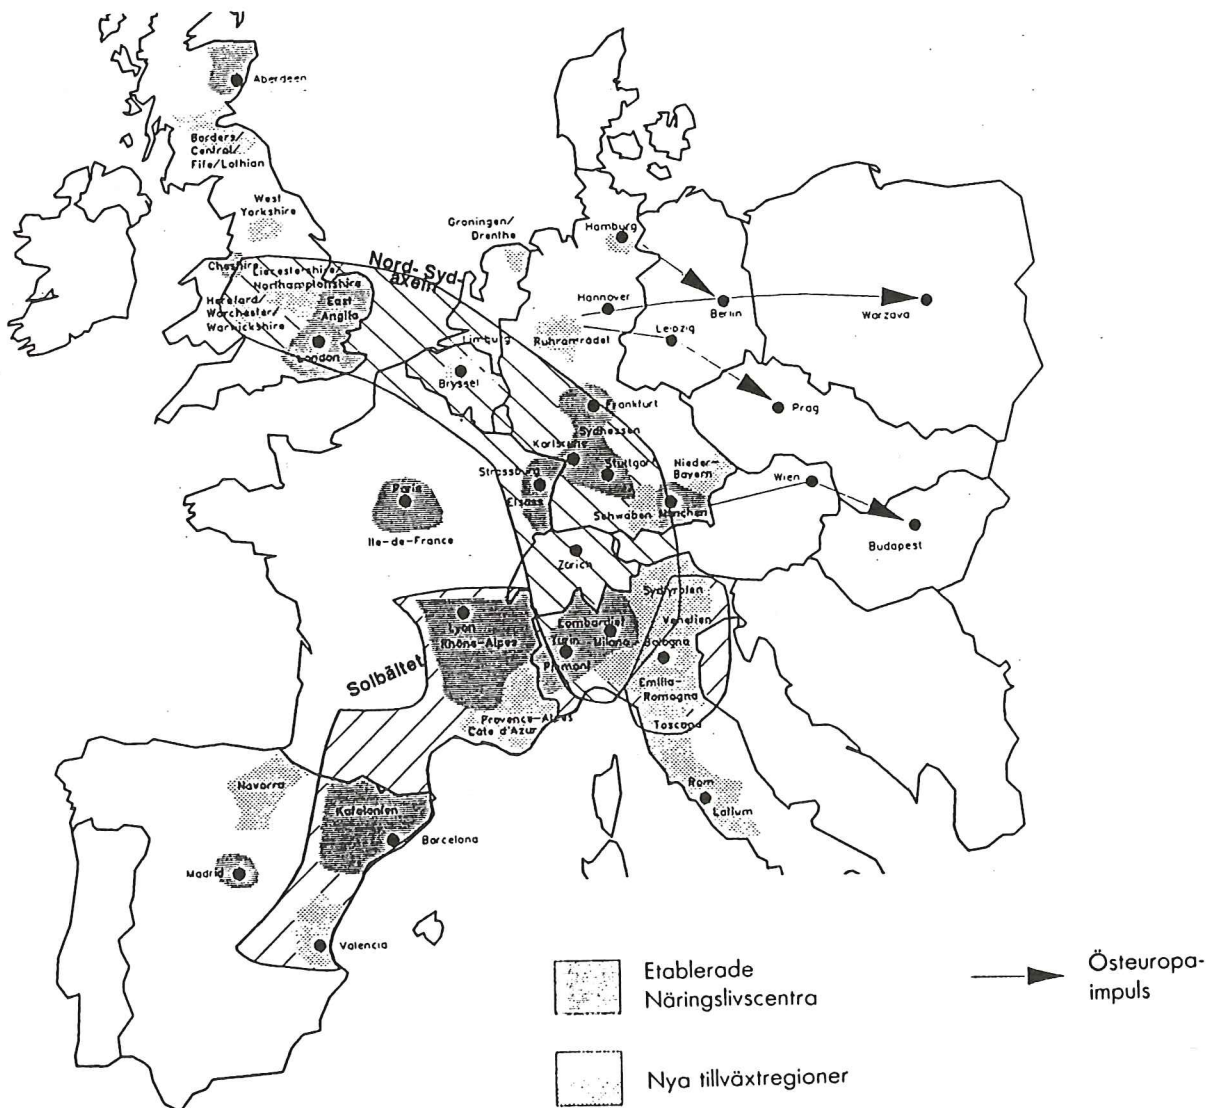 Aberdeen
Borders/
Central/
Fife/Lothian
West
Yorkshire
Groningen/
Drenthe
Hamburg
Nord-Syd-
axeln
Cheshire
Liecestershire/
Northamptonshire
Hereford/
Worchester/
Warwickshire
East
Anglia
London
Hannover
Berlin
Warzava
Limburg
Ruhrområdet
Leipzig
Bryssel
Frankfurt
Prag
Sydhessen
Karlsruhe
Strassburg
Stuttgart
Nieder-
Bayern
Wien
Paris
Elsass
Schwaben
München
Ile-de-France
Budapest
Zürich
Sydtyrolen
Lyon
Rhône-Alpes
Lombardiet
Venetien
Turin
Milano
Bologna
Piemont
Solbältet
Emilia-
Romagna
Provence-Alpes
Cote d'Azur
Toscana
Navarra
Rom
Latium
Katalonien
Barcelona
Madrid
Valencia
Etablerade
Näringslivscentra
Östeuropa-
impuls
Nya tillväxtregioner